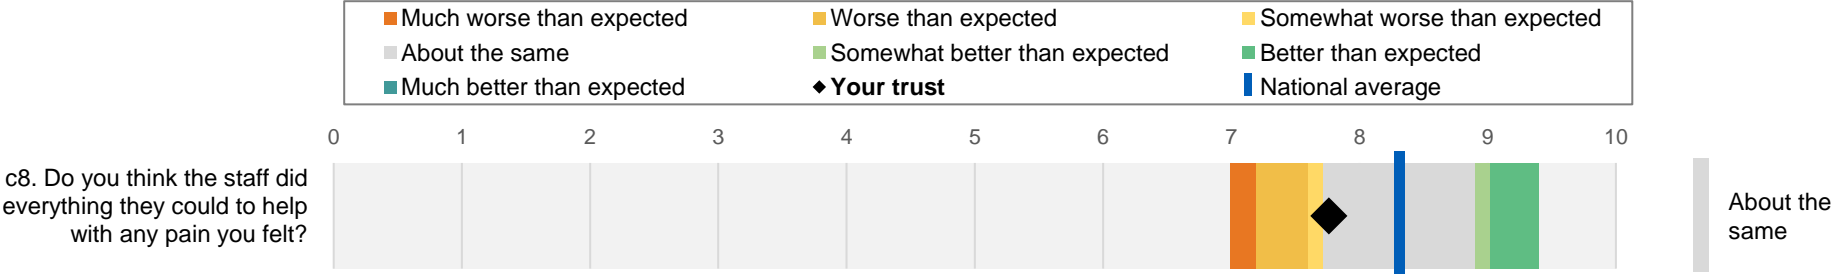 Much worse than expected Worse than expected Somewhat worse than expected
About the same Somewhat better than expected Better than expected
Much better than expected Your trust National average
0 1 2 3 4 5 6 7 8 9 10
c8. Do you think the staff did
everything they could to help
with any pain you felt?
About the
same